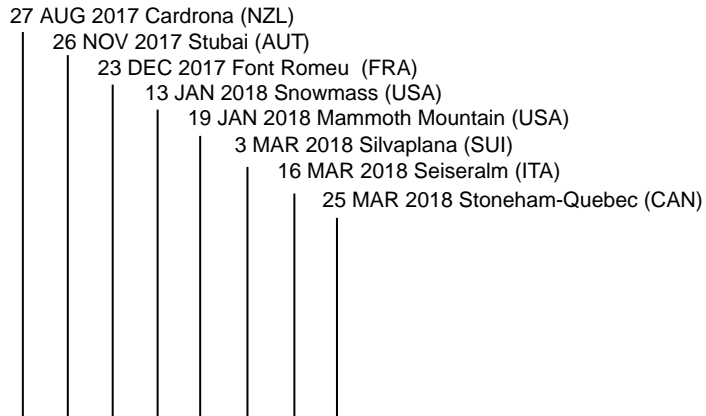 27 AUG 2017 Cardrona (NZL)
26 NOV 2017 Stubai (AUT)
23 DEC 2017 Font Romeu (FRA)
13 JAN 2018 Snowmass (USA)
19 JAN 2018 Mammoth Mountain (USA)
3 MAR 2018 Silvaplana (SUI)
16 MAR 2018 Seiseralm (ITA)
25 MAR 2018 Stoneham-Quebec (CAN)